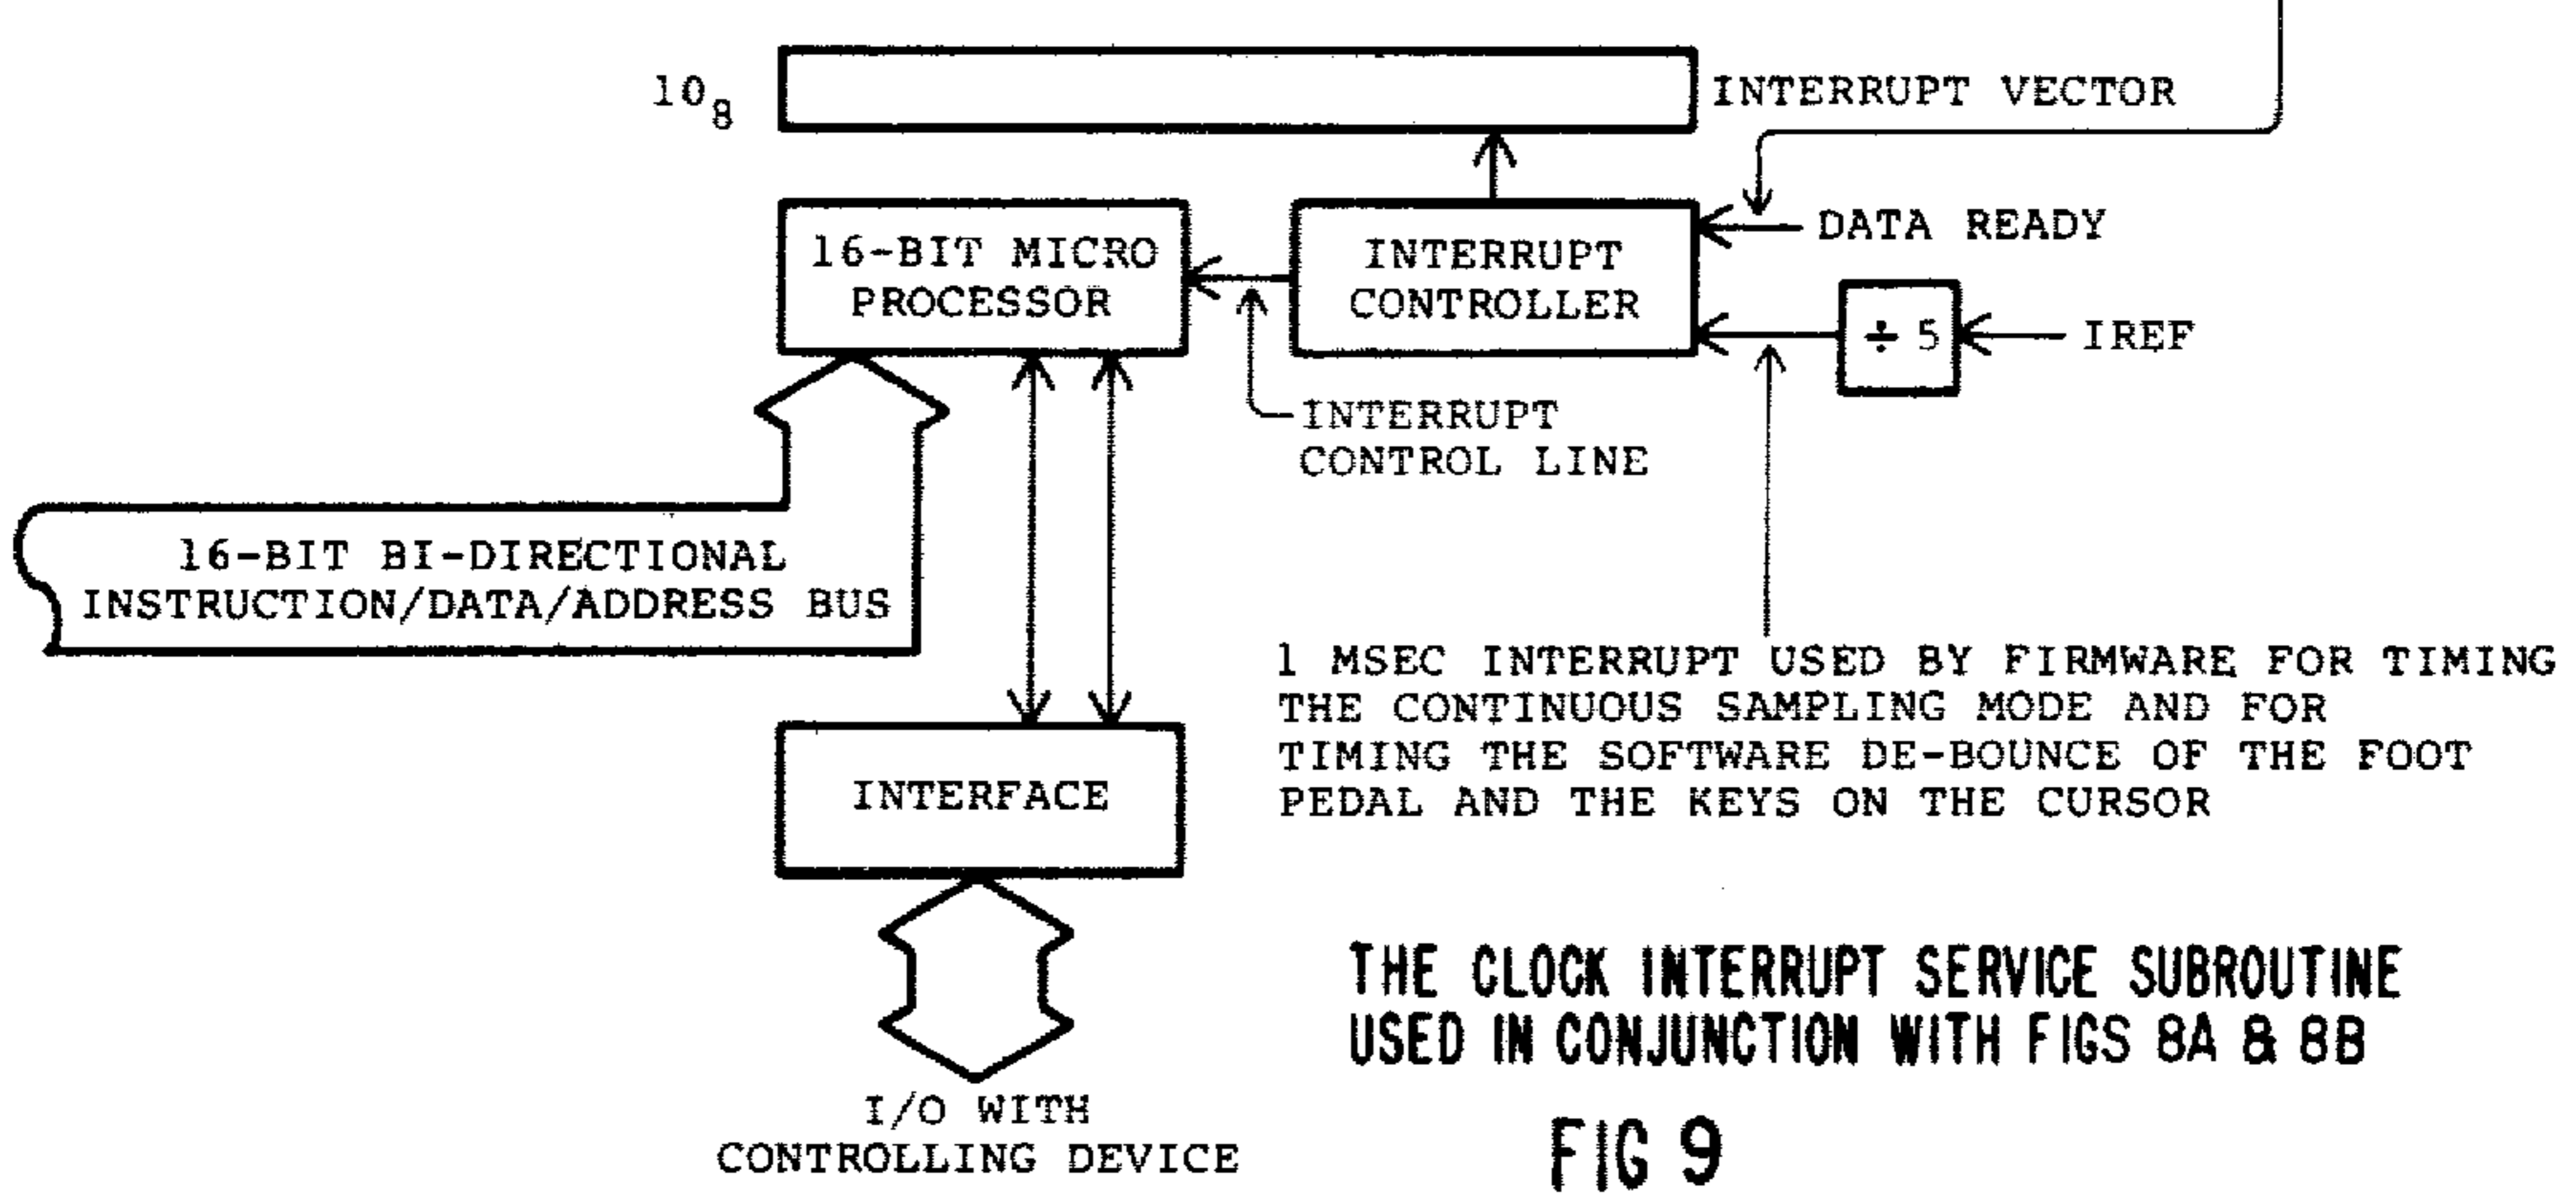 10₈
INTERRUPT VECTOR
16-BIT MICRO
PROCESSOR
INTERRUPT
CONTROLLER
DATA READY
÷ 5
IREF
INTERRUPT
CONTROL LINE
16-BIT BI-DIRECTIONAL
INSTRUCTION/DATA/ADDRESS BUS
1 MSEC INTERRUPT USED BY FIRMWARE FOR TIMING
THE CONTINUOUS SAMPLING MODE AND FOR
TIMING THE SOFTWARE DE-BOUNCE OF THE FOOT
PEDAL AND THE KEYS ON THE CURSOR
INTERFACE
I/O WITH
CONTROLLING DEVICE
THE CLOCK INTERRUPT SERVICE SUBROUTINE
USED IN CONJUNCTION WITH FIGS 8A & 8B
FIG 9